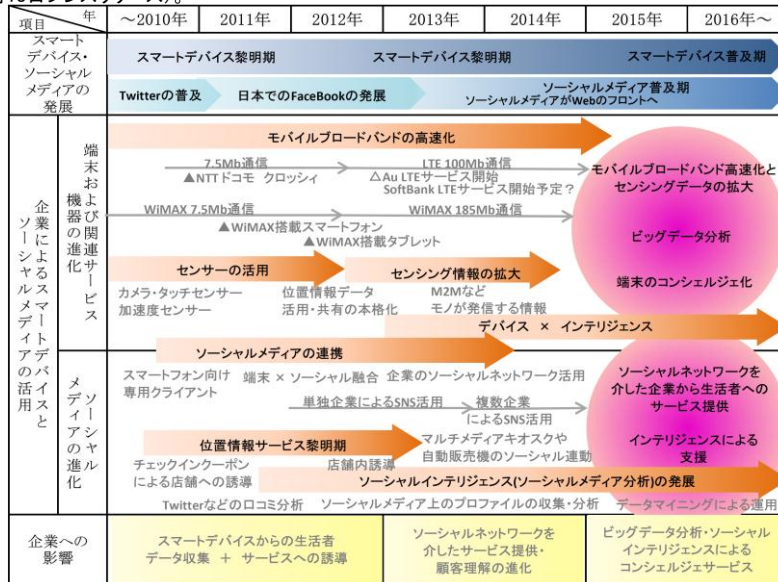 年
項目
～2010年
2011年
2012年
2013年
2014年
2015年
2016年～
スマート
デバイス・
ソーシャル
メディアの
発展
スマートデバイス黎明期
スマートデバイス黎明期
スマートデバイス普及期
Twitterの普及
日本でのFaceBookの発展
ソーシャルメディア普及期
ソーシャルメディアがWebのフロントへ
企業によるスマートデバイスと
ソーシャルメディアの活用
端末および関連サービス
機器の進化
モバイルブロードバンドの高速化
7.5Mb通信
LTE 100Mb通信
▲NTTドコモ クロッシィ
△Au LTEサービス開始
SoftBank LTEサービス開始予定？
WiMAX 7.5Mb通信
WiMAX 185Mb通信
▲WiMAX搭載スマートフォン
▲WiMAX搭載タブレット
センサーの活用
センシング情報の拡大
カメラ・タッチセンサー
加速度センサー
位置情報データ
活用・共有の本格化
M2Mなど
モノが発信する情報
デバイス × インテリジェンス
モバイルブロードバンド高速化と
センシングデータの拡大
ビッグデータ分析
端末のコンシェルジェ化
ソーシャル
メディアの進化
ソーシャルメディアの連携
スマートフォン向け
専用クライアント
端末 × ソーシャル融合
企業のソーシャルネットワーク活用
単独企業によるSNS活用
複数企業
によるSNS活用
位置情報サービス黎明期
マルチメディアキオスクや
自動販売機のソーシャル連動
チェックインクーポン
による店舗への誘導
店舗内誘導
ソーシャルインテリジェンス(ソーシャルメディア分析)の発展
Twitterなどの口コミ分析
ソーシャルメディア上のプロファイルの収集・分析
データマイニングによる運用
ソーシャルネットワークを
介した企業から生活者への
サービス提供
インテリジェンスによる
支援
企業への
影響
スマートデバイスからの生活者
データ収集 ＋ サービスへの誘導
ソーシャルネットワークを
介したサービス提供・
顧客理解の進化
ビッグデータ分析・ソーシャル
インテリジェンスによる
コンシェルジェサービス